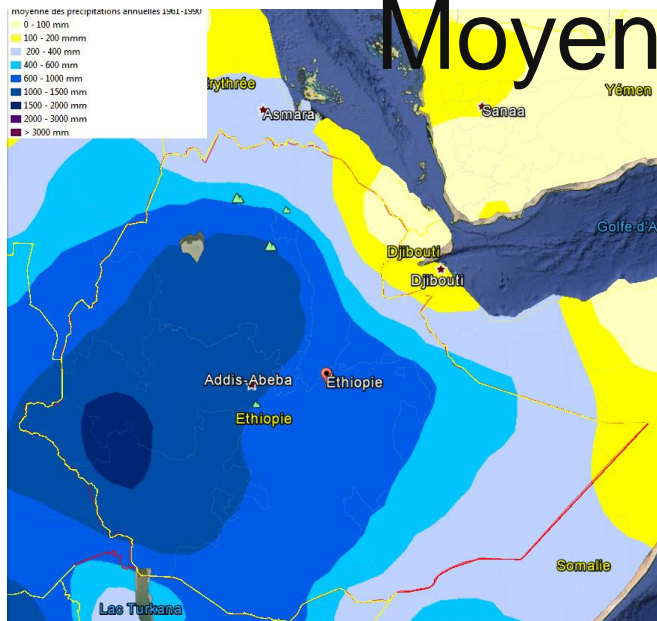 moyenne des précipitations annuelles 1961-1990
0 - 100 mm
100 - 200 mmm
200 - 400 mm
400 - 600 mm
600 - 1000 mm
1000 - 1500 mm
1500 - 2000 mm
2000 - 3000 mm
> 3000 mm
Moyen
Érythrée
Yémen
Asmara
Sanaa
Golfe d'A
Djibouti
Djibouti
Addis-Abeba
Ethiopie
Ethiopie
Somalie
Lac Turkana